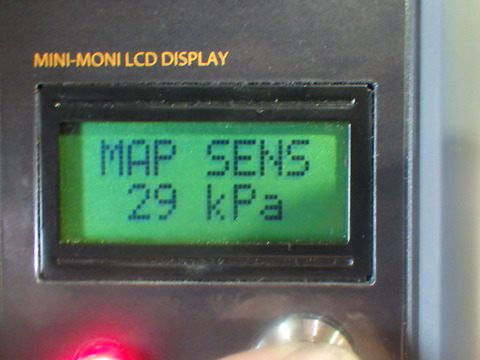 MINI-MONI LCD DISPLAY
MAP SENS
29 kPa